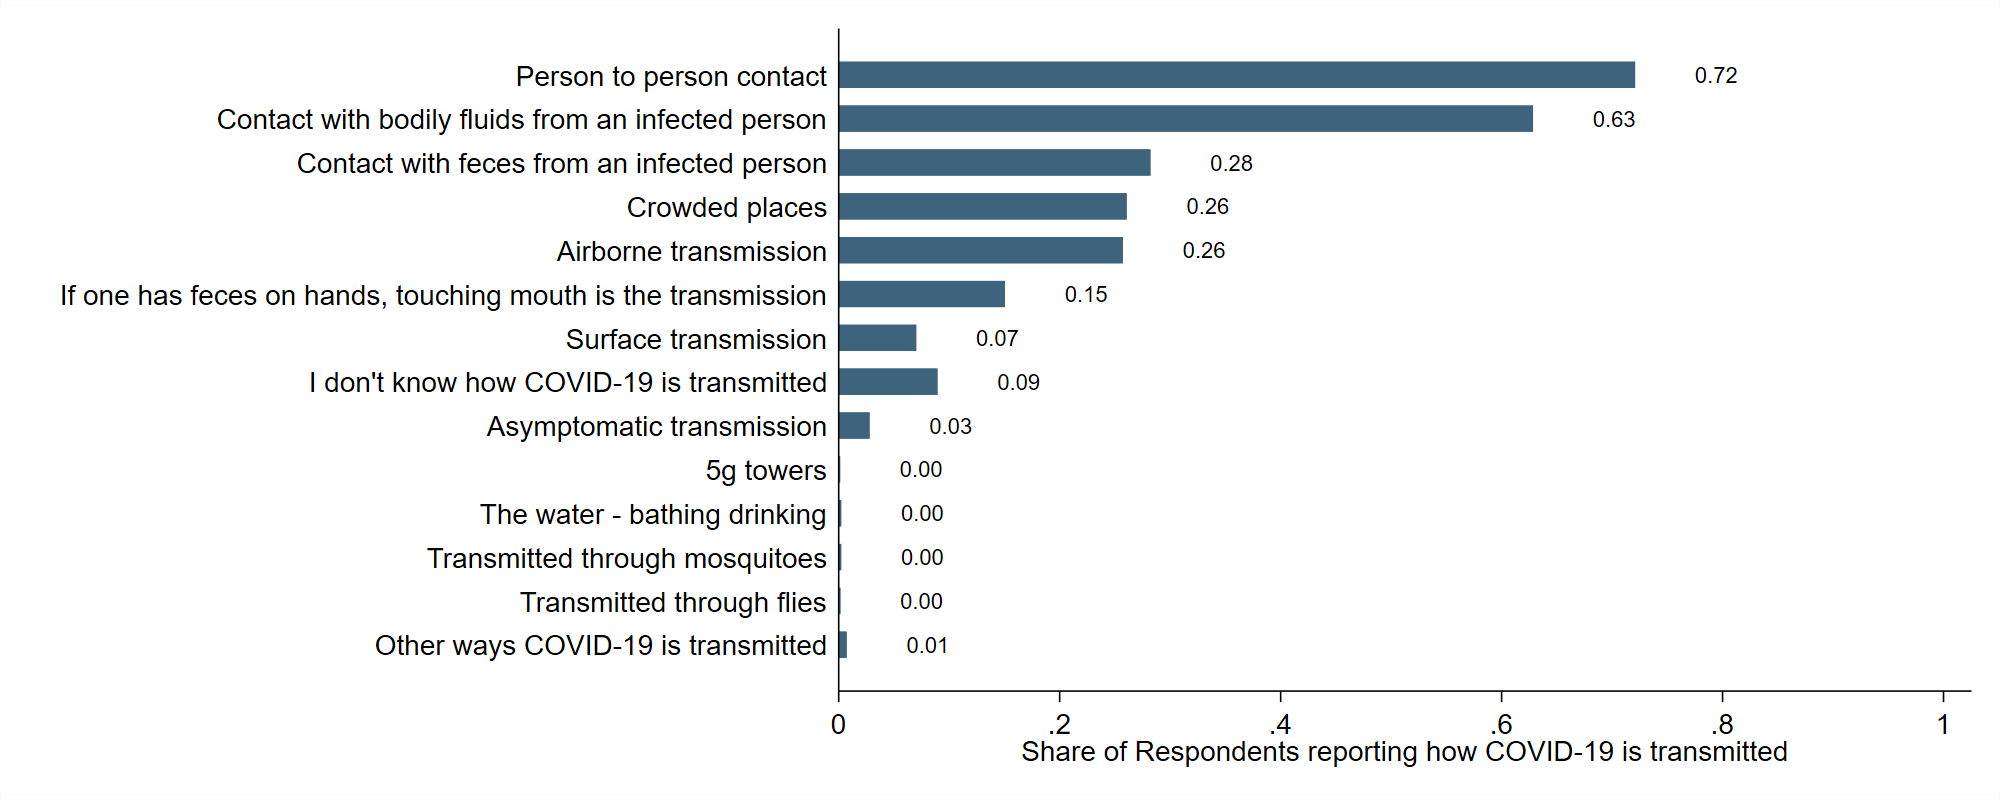 Person to person contact 0.72
Contact with bodily fluids from an infected person 0.63
Contact with feces from an infected person 0.28
Crowded places 0.26
Airborne transmission 0.26
If one has feces on hands, touching mouth is the transmission 0.15
Surface transmission 0.07
I don't know how COVID-19 is transmitted 0.09
Asymptomatic transmission 0.03
5g towers 0.00
The water - bathing drinking 0.00
Transmitted through mosquitoes 0.00
Transmitted through flies 0.00
Other ways COVID-19 is transmitted 0.01
0 .2 .4 .6 .8 1
Share of Respondents reporting how COVID-19 is transmitted